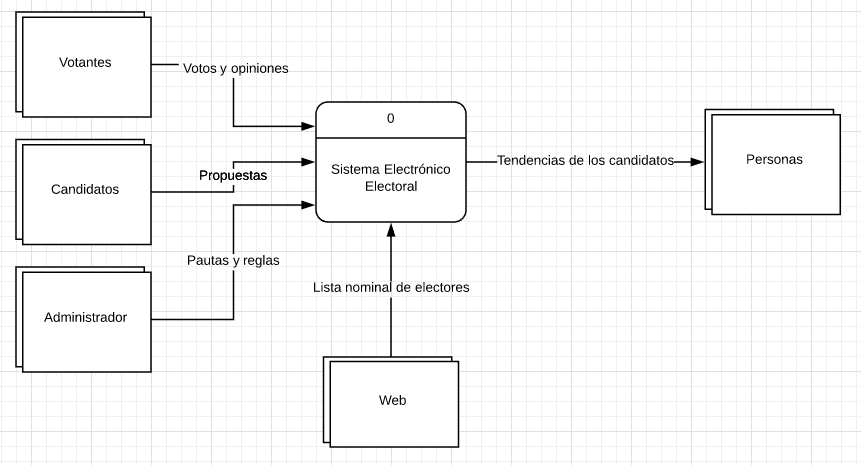 Votantes
Votos y opiniones
0
Sistema Electrónico
Electoral
Tendencias de los candidatos
Personas
Candidatos
Propuestas
Pautas y reglas
Administrador
Lista nominal de electores
Web